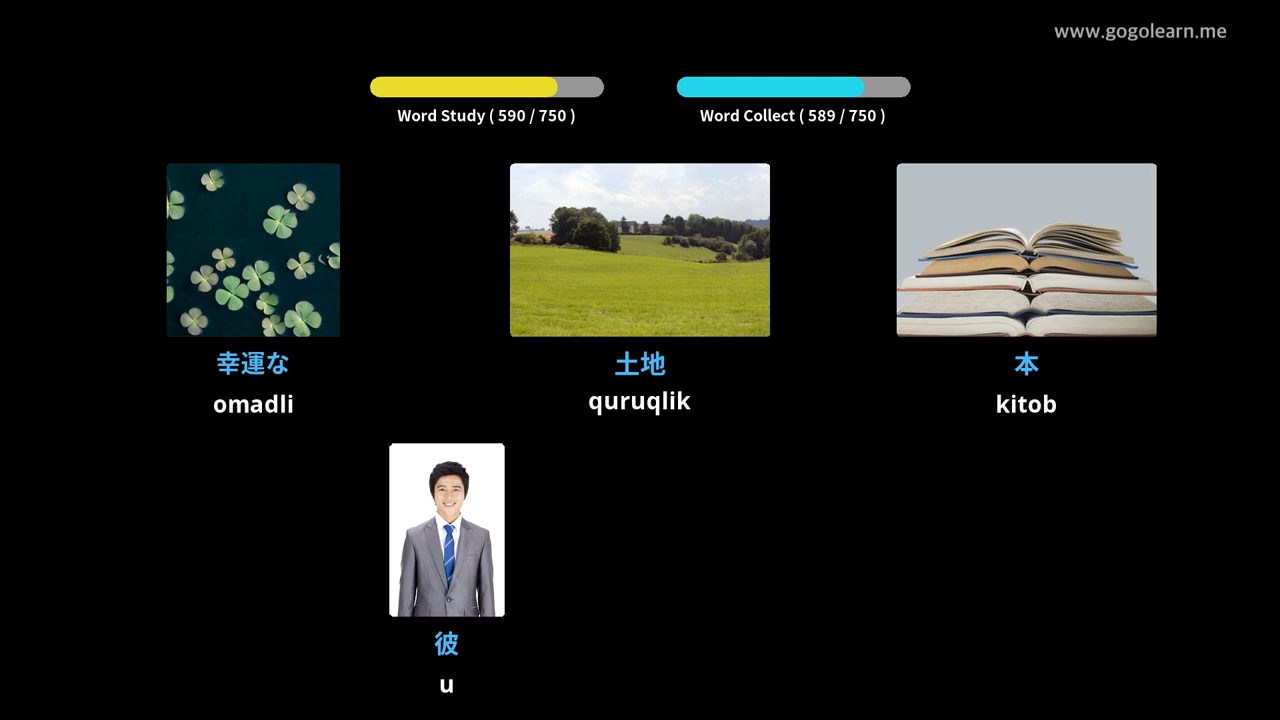 www.gogolearn.me
Word Study ( 590 / 750 )
Word Collect ( 589 / 750 )
幸運な
omadli
土地
quruqlik
本
kitob
彼
u